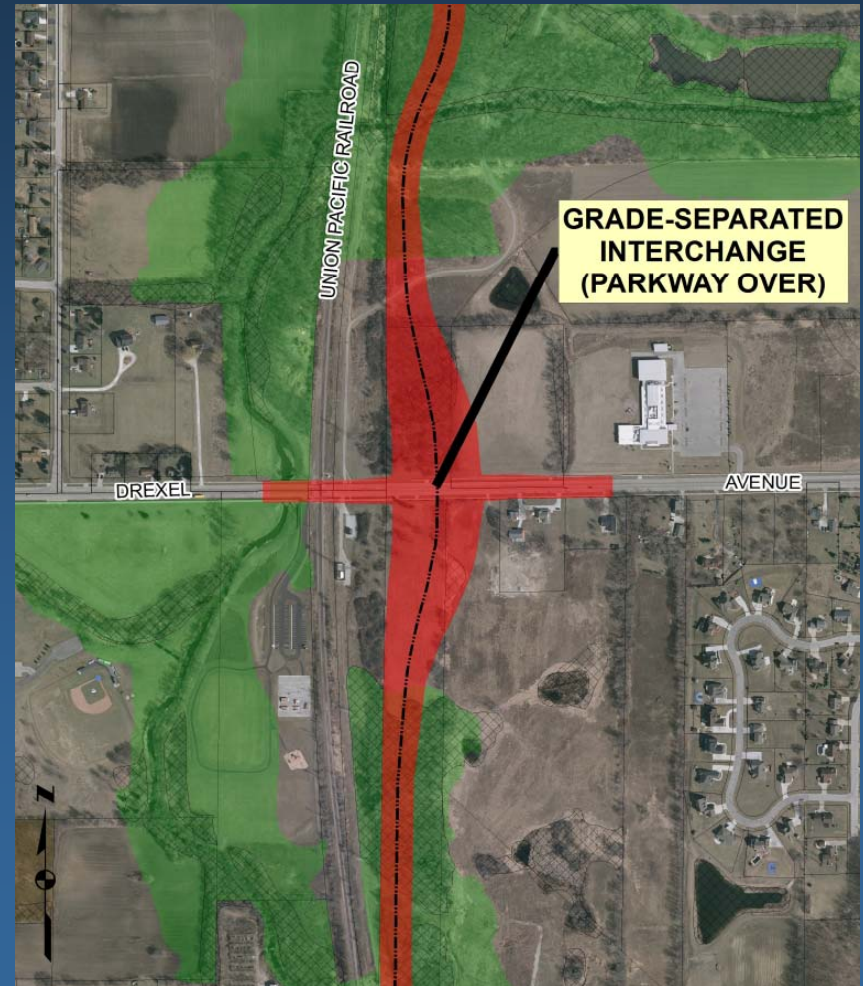 UNION PACIFIC RAILROAD
GRADE-SEPARATED
INTERCHANGE
(PARKWAY OVER)
DREXEL
AVENUE
N